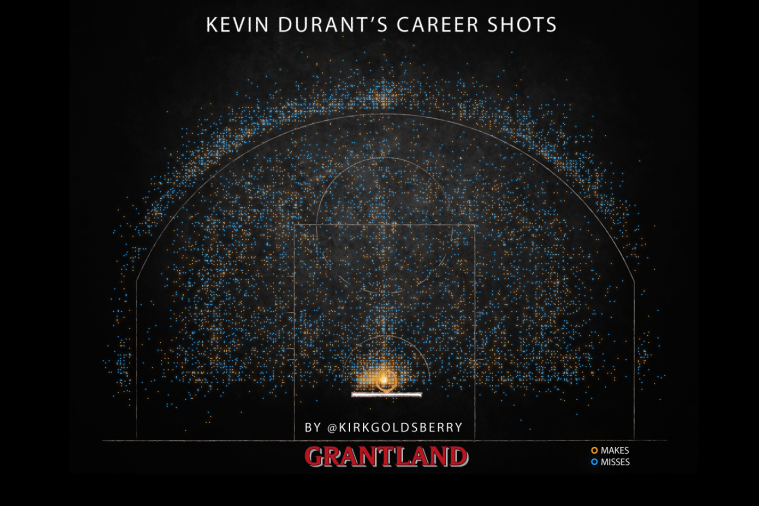 KEVIN DURANT'S CAREER SHOTS
BY @KIRKGOLDSBERRY
GRANTLAND
MAKES
MISSES